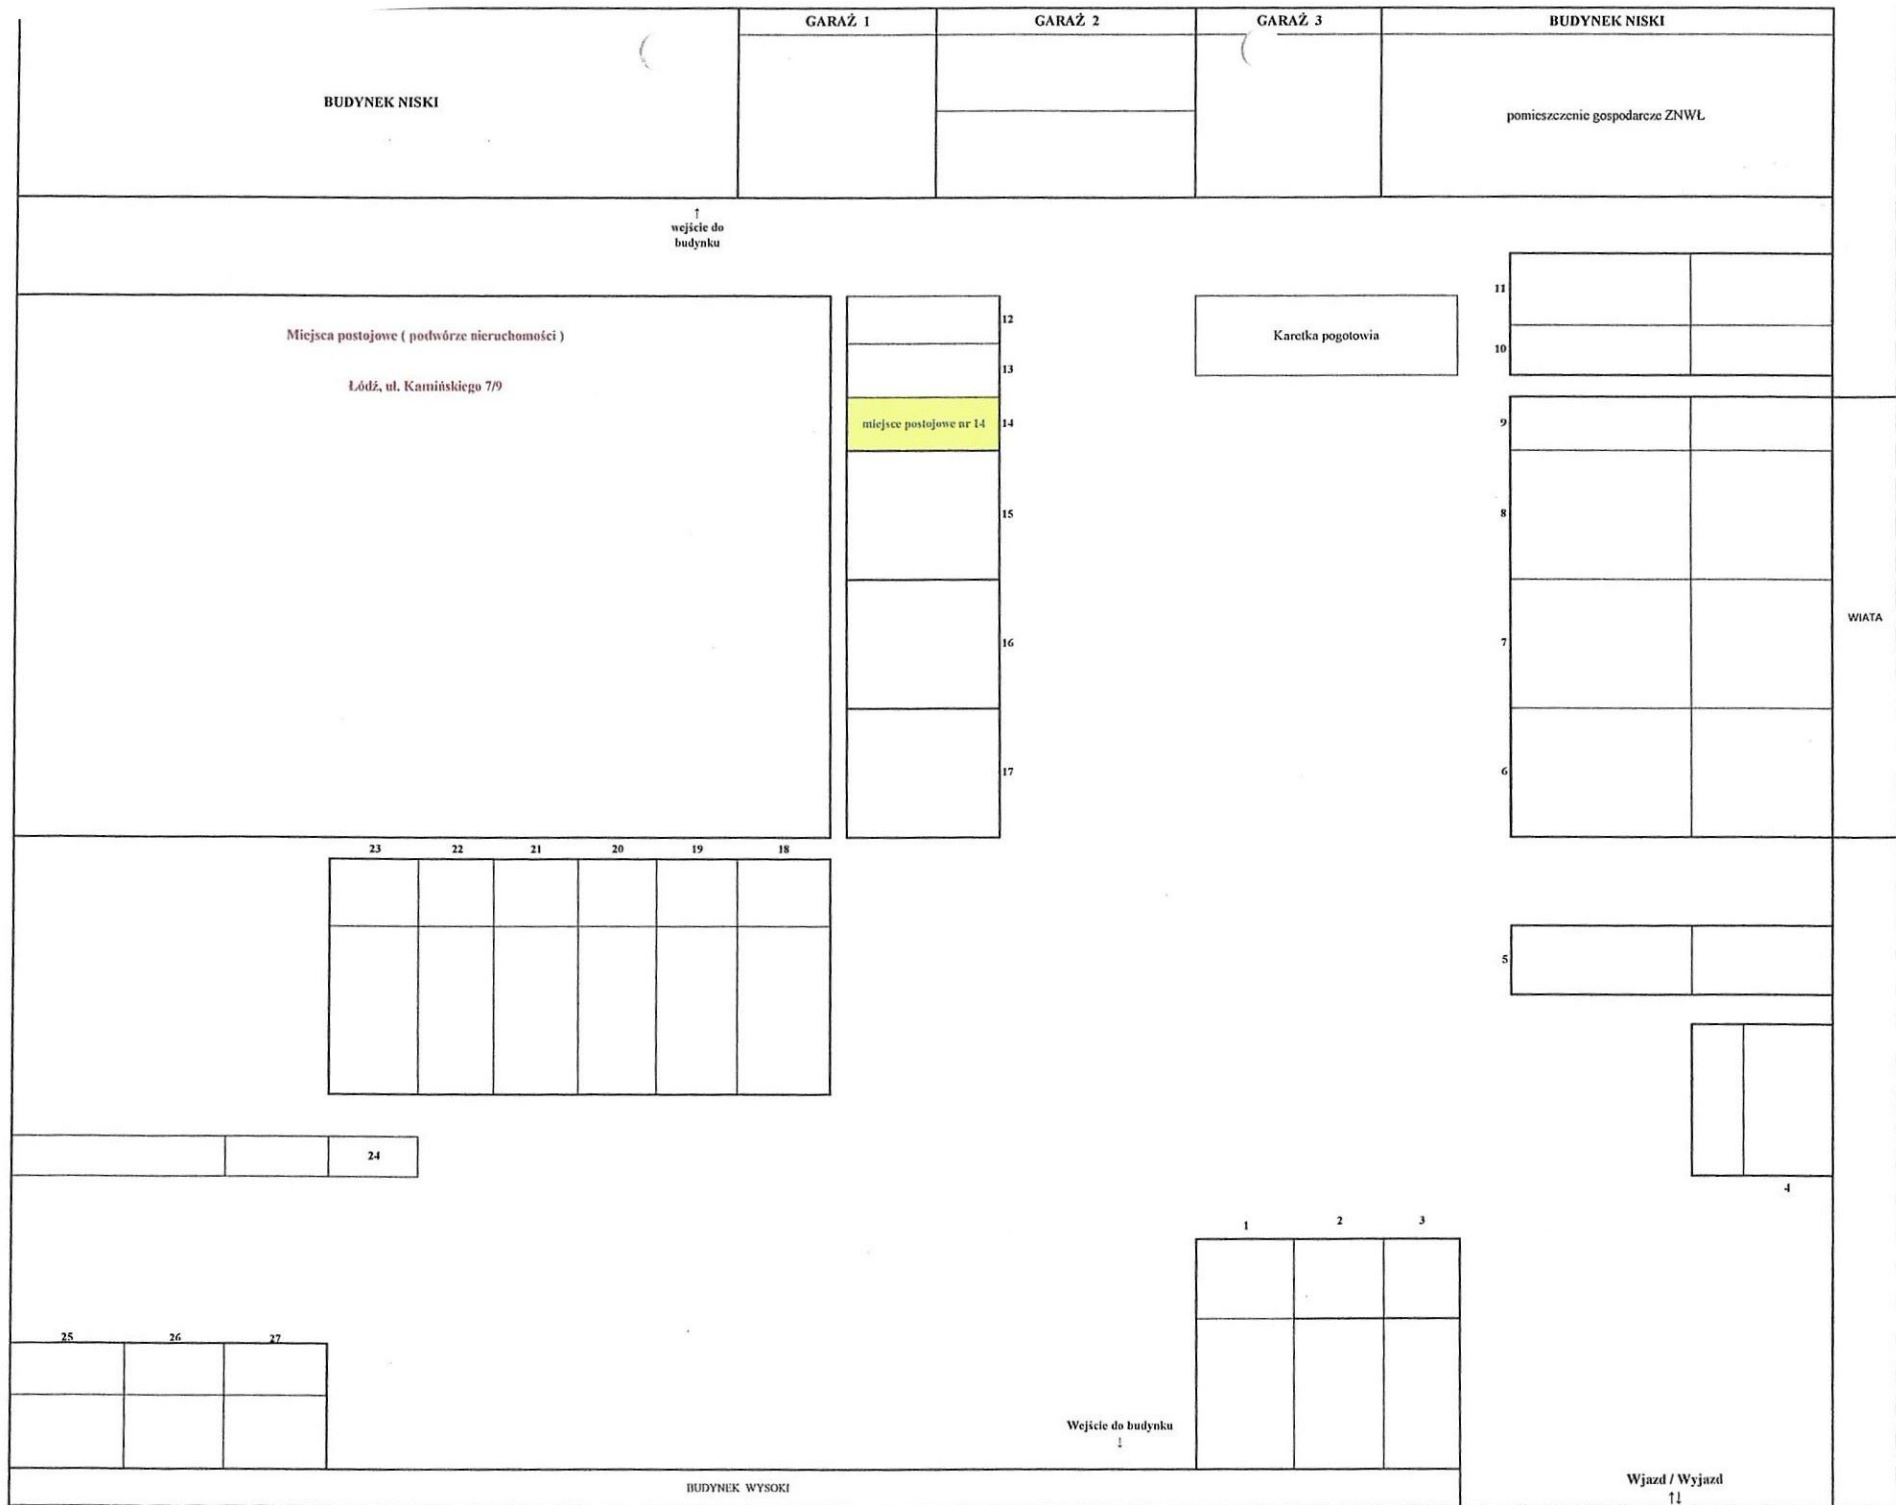 GARAŻ 1
GARAŻ 2
GARAŻ 3
BUDYNEK NISKI
BUDYNEK NISKI
pomieszczenie gospodarcze ZNWŁ
↑
wejście do
budynku
11
10
Miejsca postojowe ( podwórze nieruchomości )
Łódź, ul. Kamińskiego 7/9
12
13
miejsce postojowe nr 14
14
15
16
17
Karetka pogotowia
9
8
7
6
WIATA
23
22
21
20
19
18
5
24
4
1
2
3
25
26
27
Wejście do budynku
↓
BUDYNEK WYSOKI
Wjazd / Wyjazd
↑↓